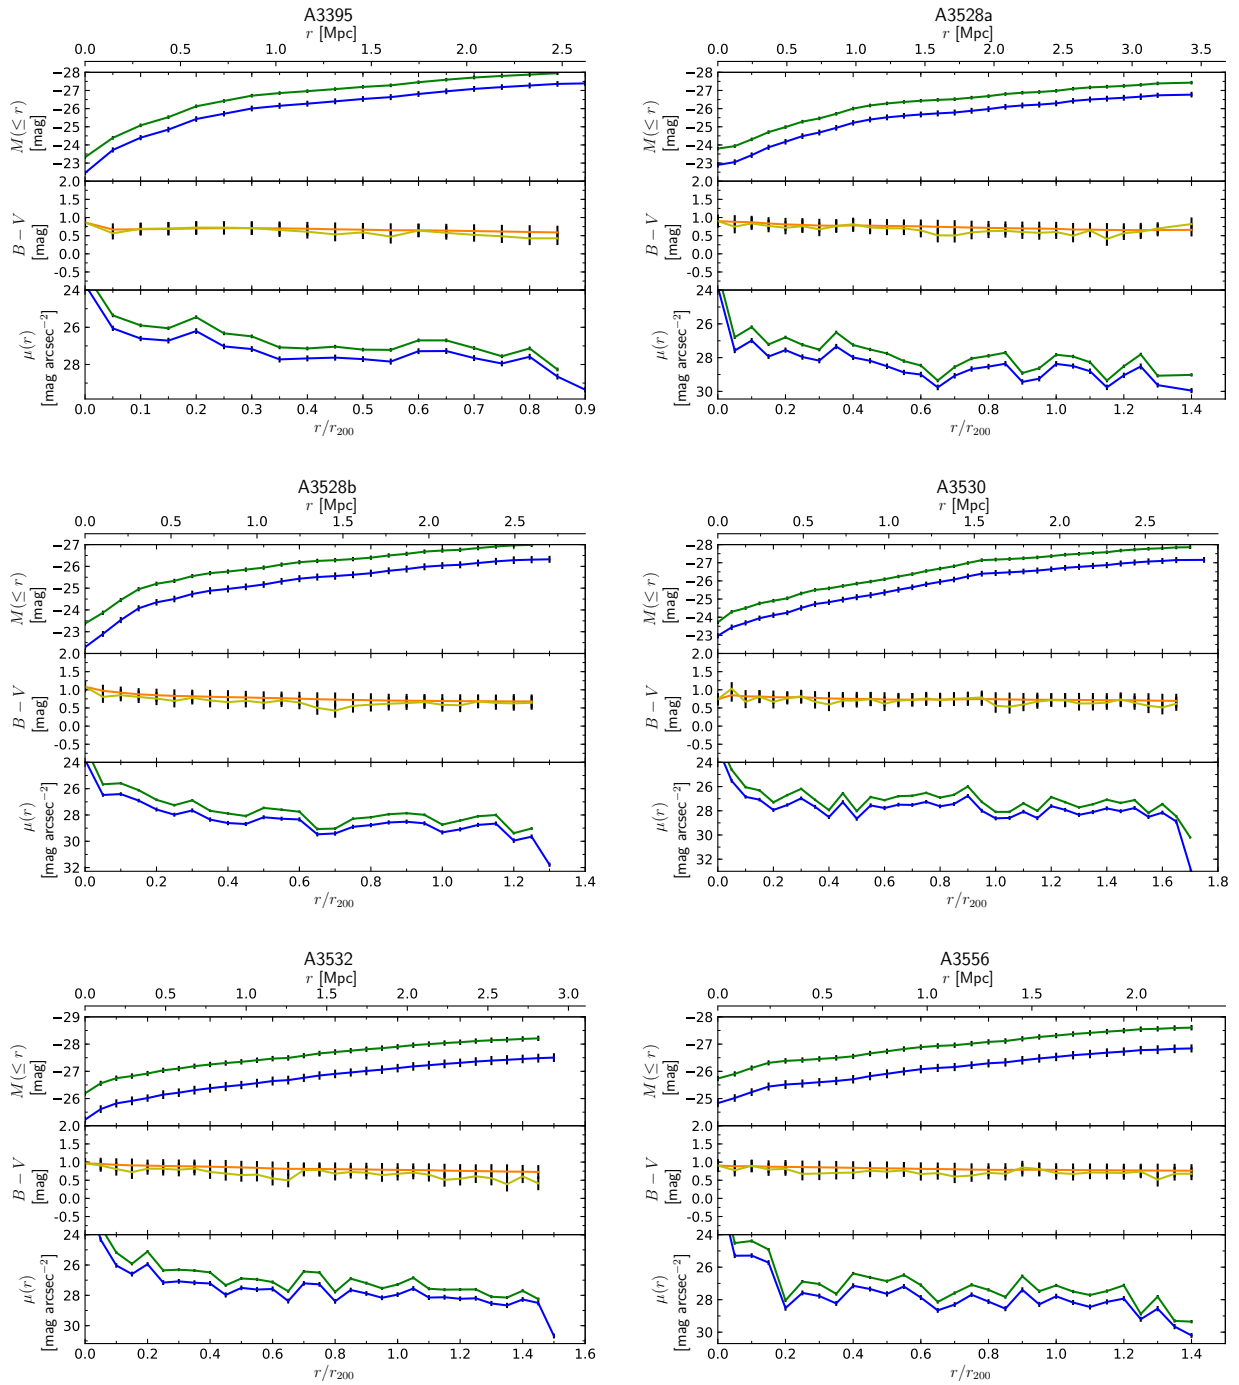 A3395
r [Mpc]
0.0 0.5 1.0 1.5 2.0 2.5
−28
−27
−26
−25
−24
−23
M(≤ r)
[mag]
2.0
1.5
1.0
0.5
0.0
-0.5
B − V
[mag]
24
26
28
μ(r)
[mag arcsec⁻²]
0.0 0.1 0.2 0.3 0.4 0.5 0.6 0.7 0.8 0.9
r/r₂₀₀
A3528a
r [Mpc]
0.0 0.5 1.0 1.5 2.0 2.5 3.0 3.5
−28
−27
−26
−25
−24
−23
M(≤ r)
[mag]
2.0
1.5
1.0
0.5
0.0
-0.5
B − V
[mag]
24
26
28
30
μ(r)
[mag arcsec⁻²]
0.0 0.2 0.4 0.6 0.8 1.0 1.2 1.4
r/r₂₀₀
A3528b
r [Mpc]
0.0 0.5 1.0 1.5 2.0 2.5
−27
−26
−25
−24
−23
M(≤ r)
[mag]
2.0
1.5
1.0
0.5
0.0
-0.5
B − V
[mag]
24
26
28
30
32
μ(r)
[mag arcsec⁻²]
0.0 0.2 0.4 0.6 0.8 1.0 1.2 1.4
r/r₂₀₀
A3530
r [Mpc]
0.0 0.5 1.0 1.5 2.0 2.5
−28
−27
−26
−25
−24
−23
M(≤ r)
[mag]
2.0
1.5
1.0
0.5
0.0
-0.5
B − V
[mag]
24
26
28
30
32
μ(r)
[mag arcsec⁻²]
0.0 0.2 0.4 0.6 0.8 1.0 1.2 1.4 1.6 1.8
r/r₂₀₀
A3532
r [Mpc]
0.0 0.5 1.0 1.5 2.0 2.5 3.0
−29
−28
−27
−26
M(≤ r)
[mag]
2.0
1.5
1.0
0.5
0.0
-0.5
B − V
[mag]
24
26
28
30
μ(r)
[mag arcsec⁻²]
0.0 0.2 0.4 0.6 0.8 1.0 1.2 1.4 1.6
r/r₂₀₀
A3556
r [Mpc]
0.0 0.5 1.0 1.5 2.0
−28
−27
−26
−25
M(≤ r)
[mag]
2.0
1.5
1.0
0.5
0.0
-0.5
B − V
[mag]
24
26
28
30
μ(r)
[mag arcsec⁻²]
0.0 0.2 0.4 0.6 0.8 1.0 1.2 1.4
r/r₂₀₀